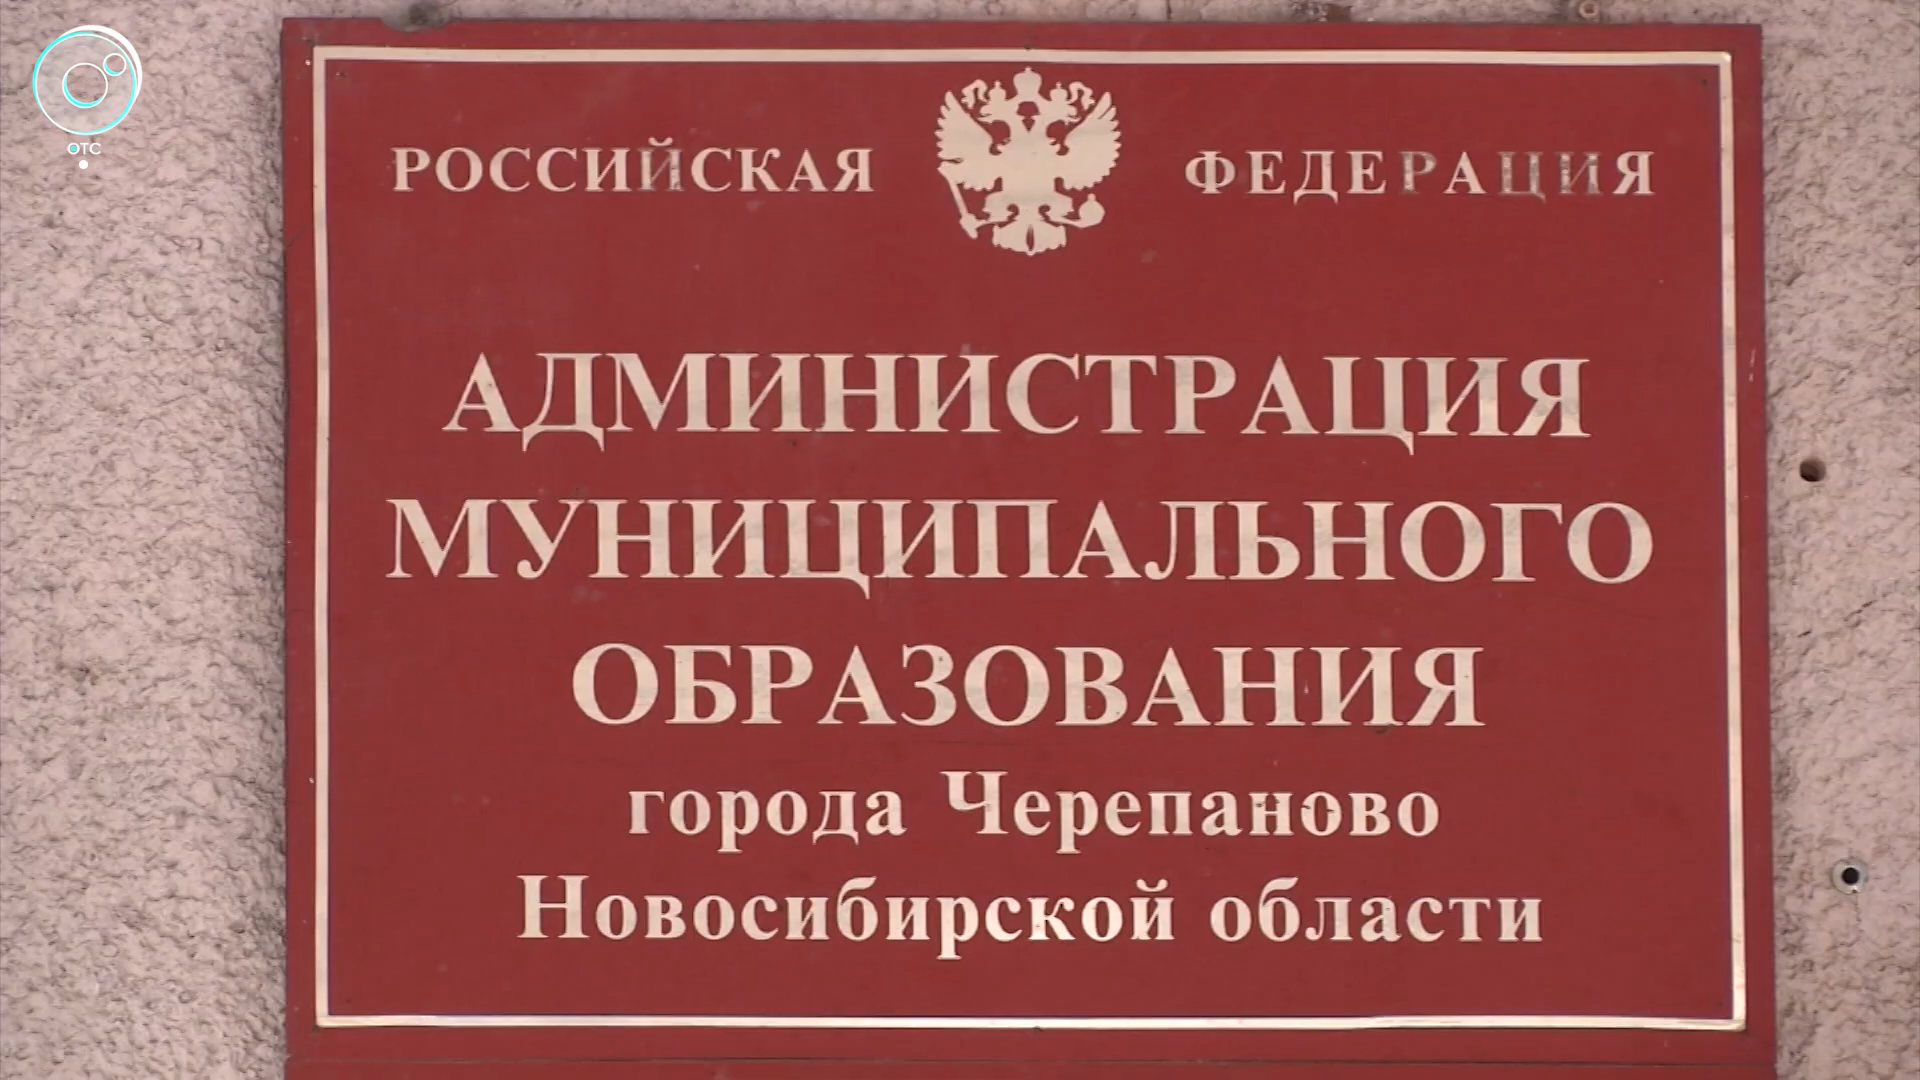 ОТС
РОССИЙСКАЯ ФЕДЕРАЦИЯ
АДМИНИСТРАЦИЯ
МУНИЦИПАЛЬНОГО
ОБРАЗОВАНИЯ
города Черепаново
Новосибирской области